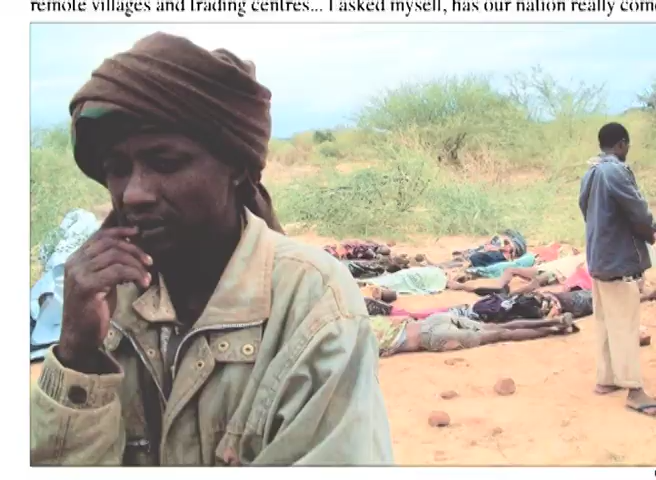 remote villages and trading centres... I asked myself, has our nation really come